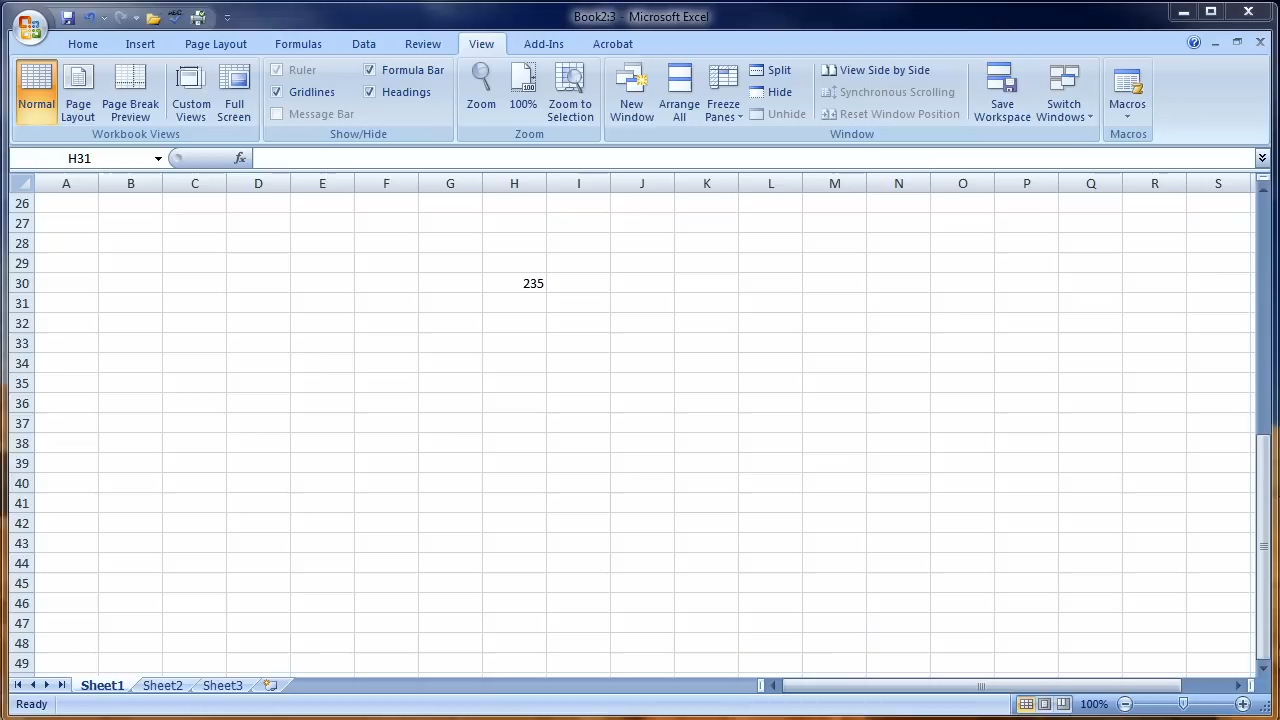 Book2:3 - Microsoft Excel
Home Insert Page Layout Formulas Data Review View Add-Ins Acrobat
Normal Page Layout Page Break Preview Custom Views Full Screen
Workbook Views
Ruler Formula Bar
Gridlines Headings
Message Bar
Show/Hide
Zoom 100% Zoom to Selection
Zoom
New Window Arrange All Freeze Panes Split Hide Unhide
View Side by Side
Synchronous Scrolling
Reset Window Position
Save Workspace Switch Windows
Window
Macros
Macros
H31 fx
A B C D E F G H I J K L M N O P Q R S
26
27
28
29
30 235
31
32
33
34
35
36
37
38
39
40
41
42
43
44
45
46
47
48
49
Sheet1 Sheet2 Sheet3
Ready 100%